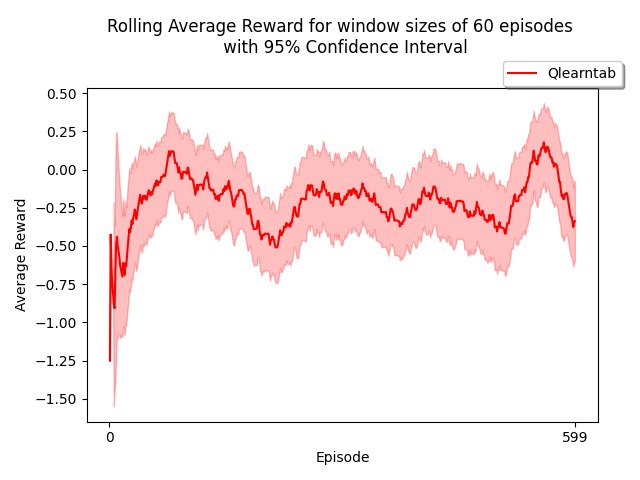 Rolling Average Reward for window sizes of 60 episodes
with 95% Confidence Interval
Qlearntab
0.50
0.25
0.00
−0.25
−0.50
−0.75
−1.00
−1.25
−1.50
Average Reward
0
599
Episode